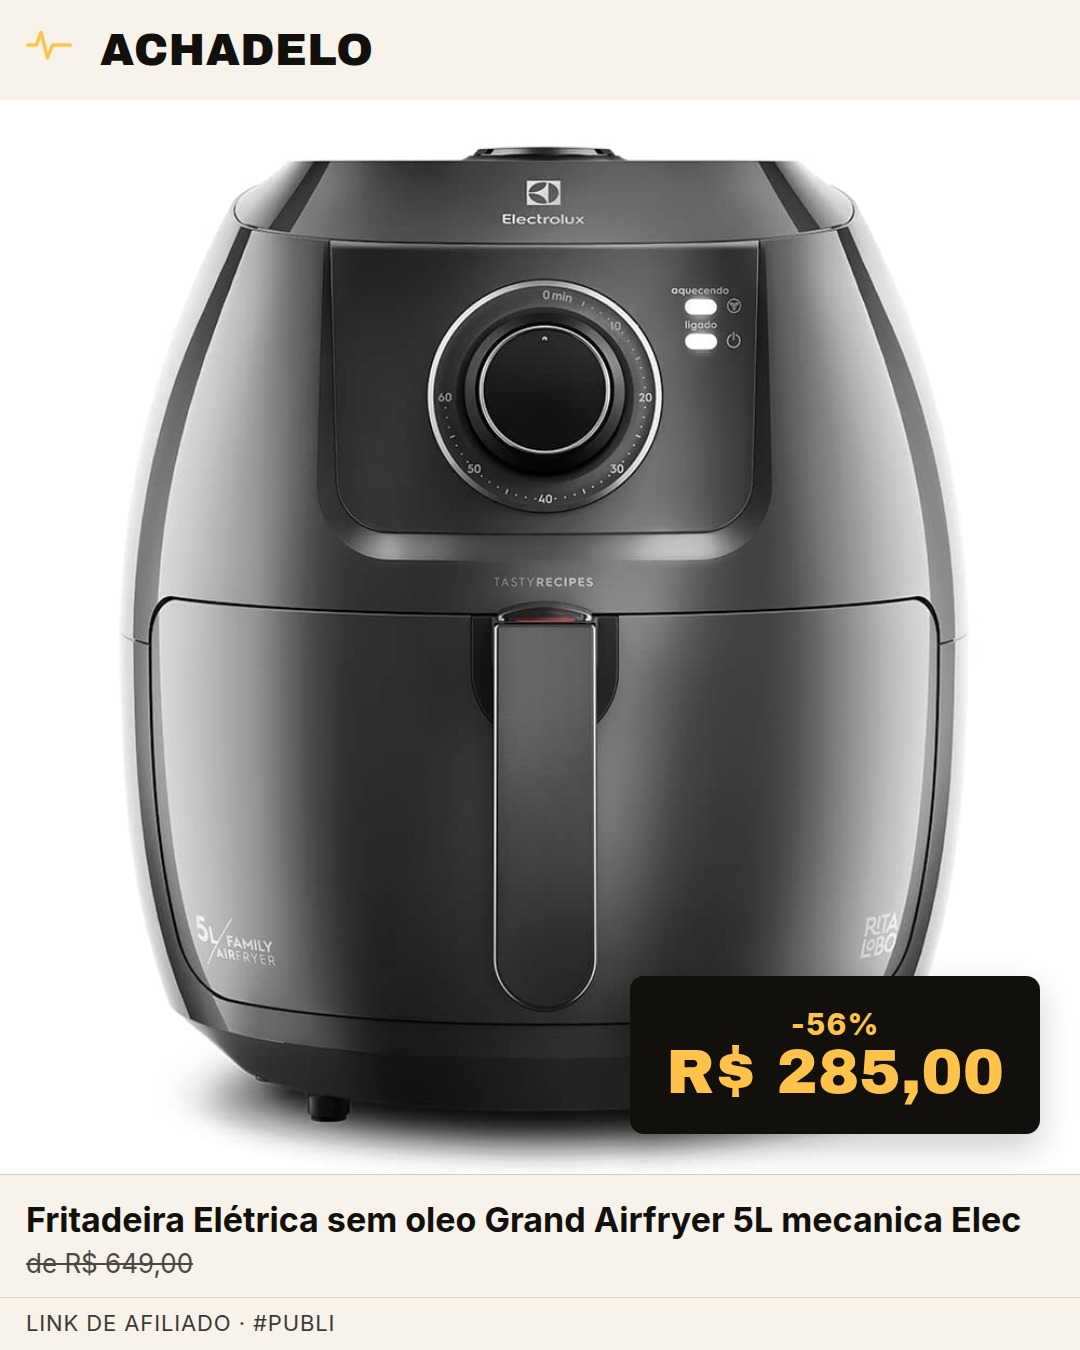 ACHADELO
Electrolux
aquecendo
ligado
0 min
10
20
30
40
50
60
TASTYRECIPES
5L FAMILY
AIRFRYER
RITA
LOBO
-56%
R$ 285,00
Fritadeira Elétrica sem oleo Grand Airfryer 5L mecanica Elec
de R$ 649,00
LINK DE AFILIADO · #PUBLI